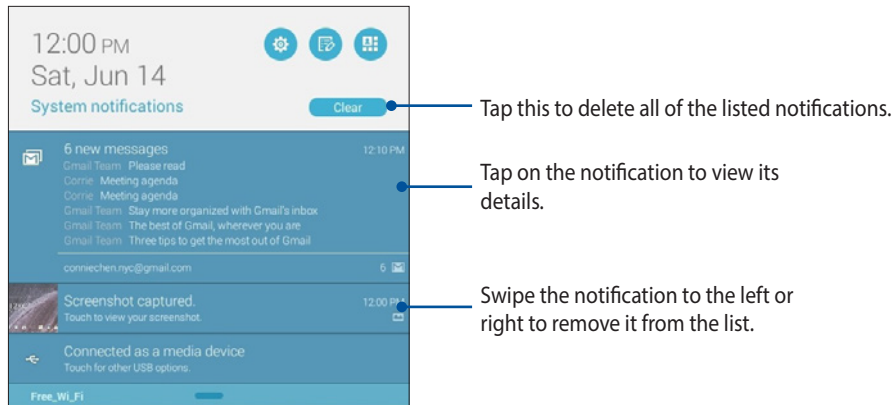 12:00 PM
Sat, Jun 14
System notifications
Clear
6 new messages 12:10 PM
Gmail Team Please read
Corrie Meeting agenda
Corrie Meeting agenda
Gmail Team Stay more organized with Gmail's inbox
Gmail Team The best of Gmail, wherever you are
Gmail Team Three tips to get the most out of Gmail
conniechen.nyc@gmail.com 6
Screenshot captured. 12:00 PM
Touch to view your screenshot.
Connected as a media device
Touch for other USB options.
Free_Wi_Fi
Tap this to delete all of the listed notifications.
Tap on the notification to view its
details.
Swipe the notification to the left or
right to remove it from the list.